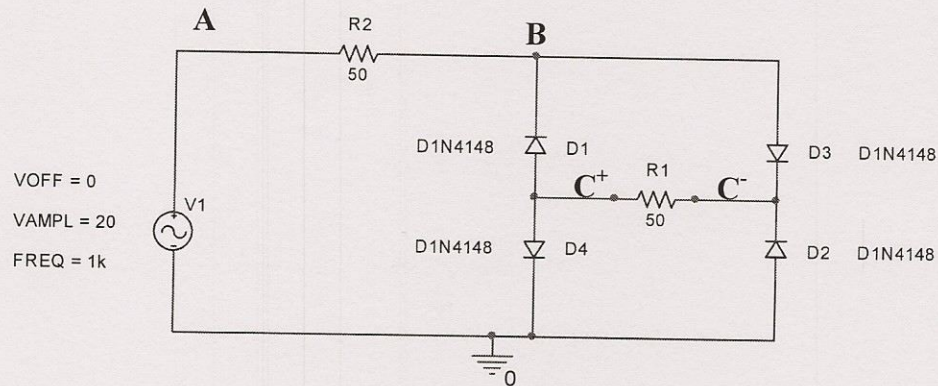 A
R2
B
50
D1N4148
D1
D3
D1N4148
R1
C+
C-
VOFF = 0
V1
50
VAMPL = 20
D1N4148
D4
D2
D1N4148
FREQ = 1k
0